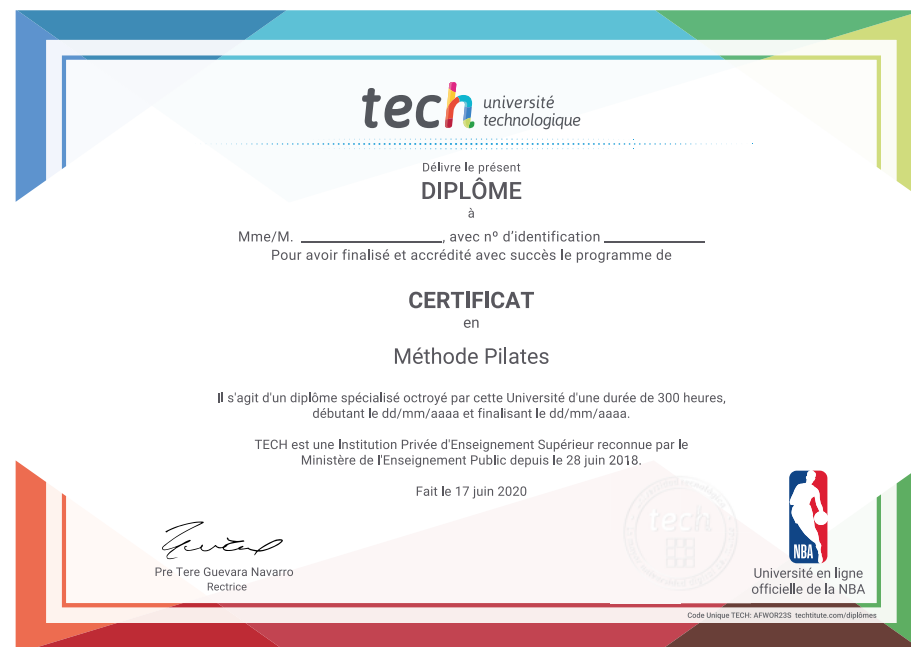 tech université
technologique
Délivre le présent
DIPLÔME
à
Mme/M. ____________, avec nº d'identification ____________
Pour avoir finalisé et accrédité avec succès le programme de
CERTIFICAT
en
Méthode Pilates
Il s'agit d'un diplôme spécialisé octroyé par cette Université d'une durée de 300 heures,
débutant le dd/mm/aaaa et finalisant le dd/mm/aaaa.
TECH est une Institution Privée d'Enseignement Supérieur reconnue par le
Ministère de l'Enseignement Public depuis le 28 juin 2018.
Fait le 17 juin 2020
tech
NBA
Pre Tere Guevara Navarro
Rectrice
Université en ligne
officielle de la NBA
Code Unique TECH: AFWOR23S techtitute.com/diplômes